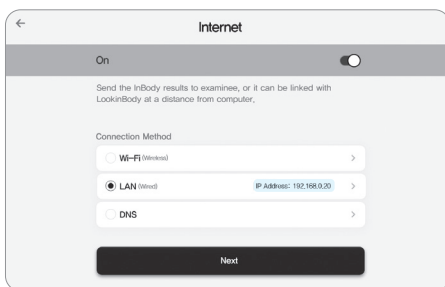 Internet
On
Send the InBody results to examinee, or it can be linked with
LookinBody at a distance from computer,
Connection Method
Wi-Fi (Wireless)
LAN (Wired) IP Address: 192.168.0.20
DNS
Next